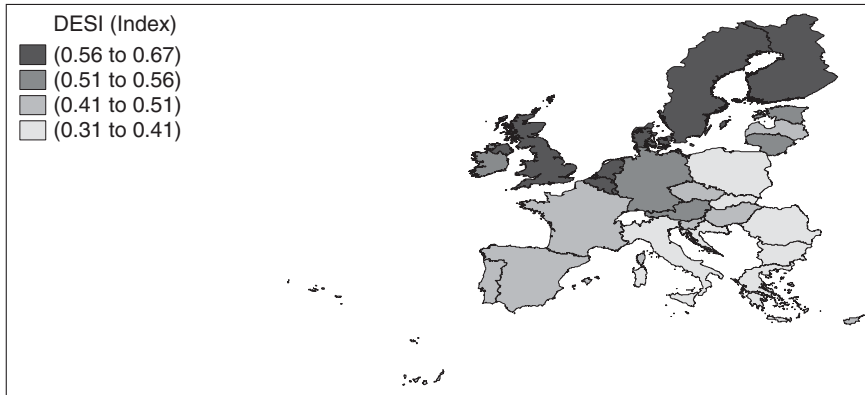 DESI (Index)
(0.56 to 0.67)
(0.51 to 0.56)
(0.41 to 0.51)
(0.31 to 0.41)